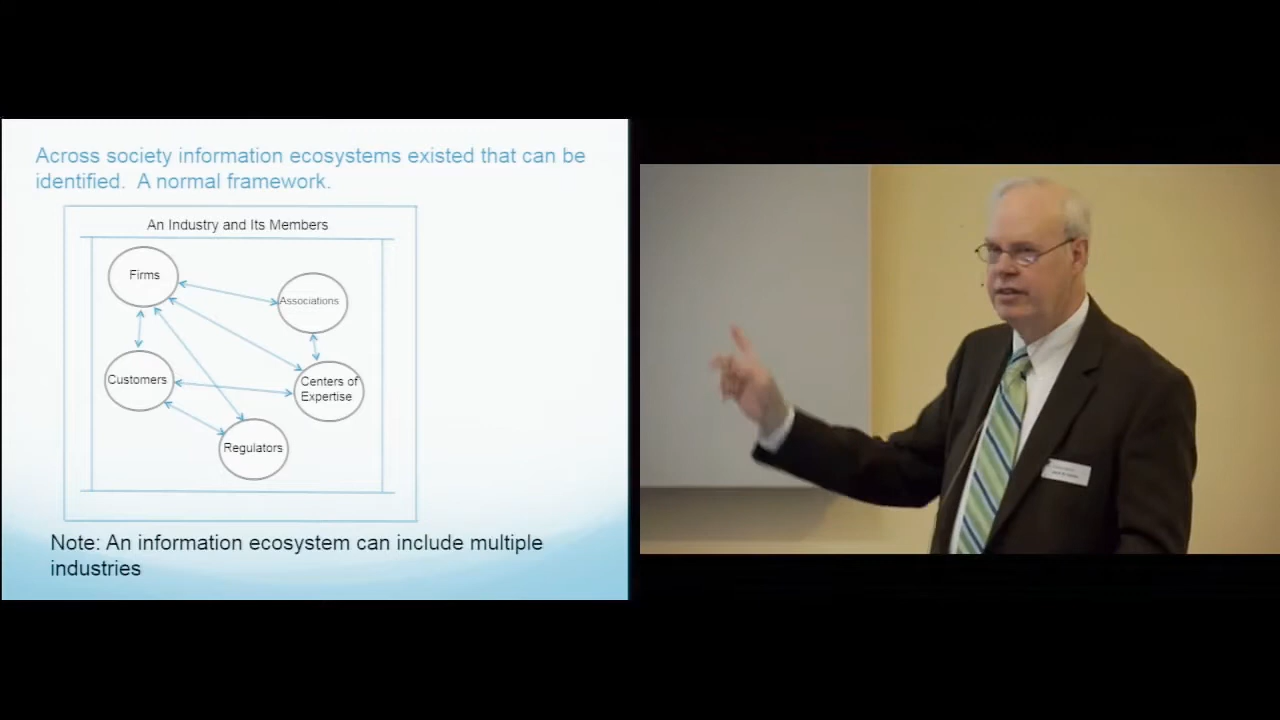 Across society information ecosystems existed that can be
identified.  A normal framework.
An Industry and Its Members
Firms
Associations
Customers
Centers of
Expertise
Regulators
Note: An information ecosystem can include multiple
industries